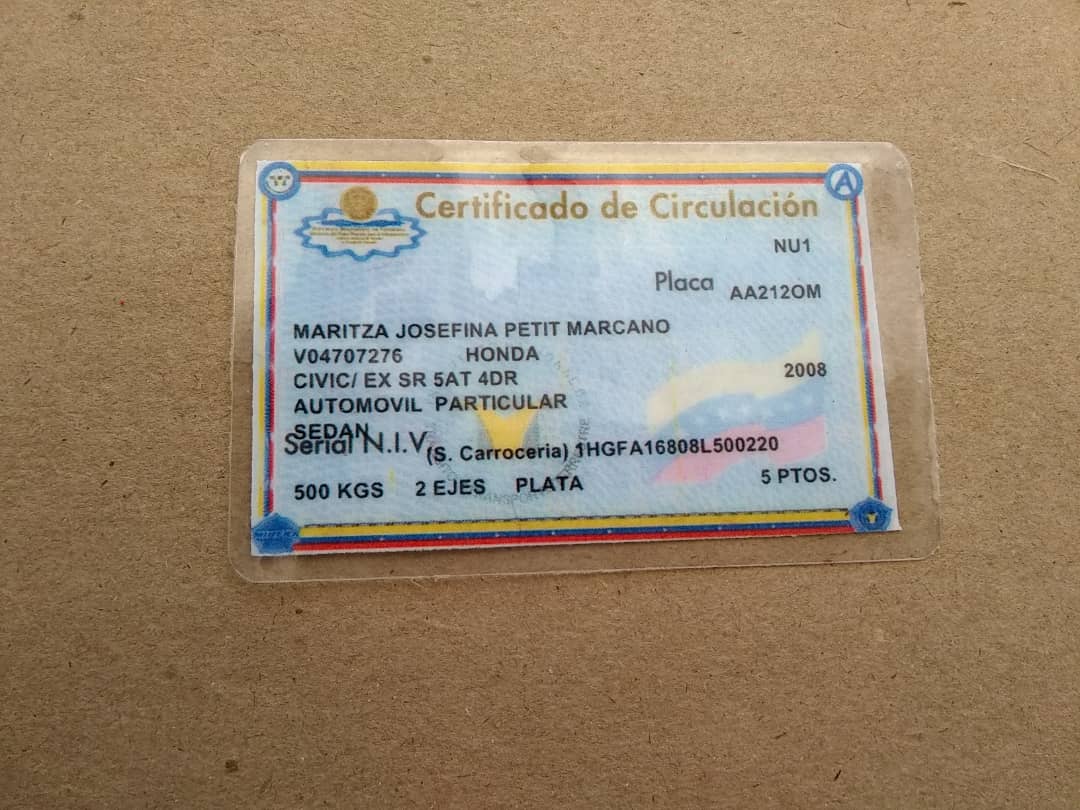 Certificado de Circulación
NU1
Placa AA212OM
MARITZA JOSEFINA PETIT MARCANO
V04707276 HONDA
CIVIC/ EX SR 5AT 4DR 2008
AUTOMOVIL PARTICULAR
SEDAN
Serial N.I.V. (S. Carroceria) 1HGFA16808L500220
500 KGS 2 EJES PLATA 5 PTOS.